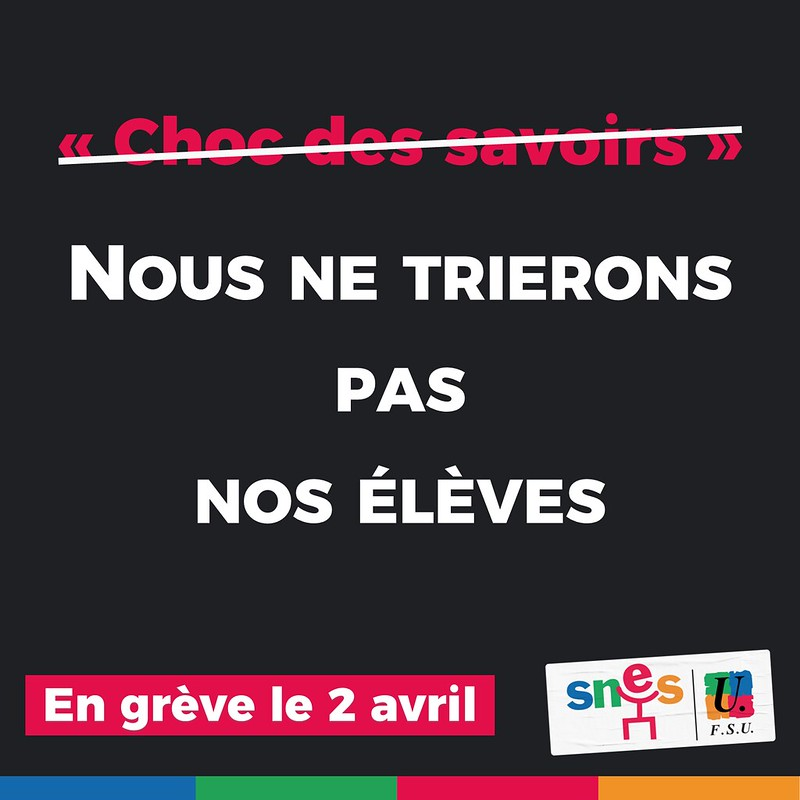 « Choc des savoirs »
NOUS NE TRIERONS
PAS
NOS ÉLÈVES
En grève le 2 avril
snes
U.
F.S.U.